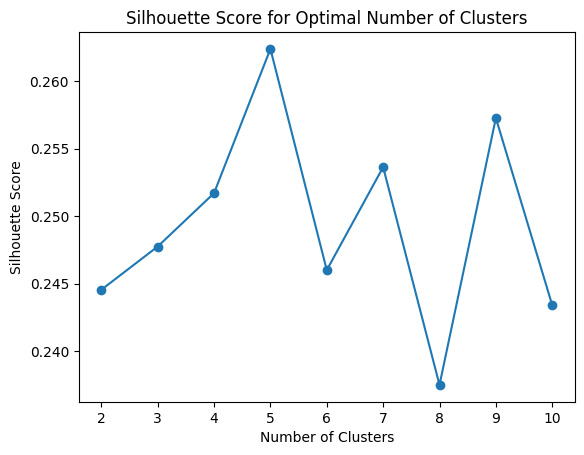 Silhouette Score for Optimal Number of Clusters
Silhouette Score
0.260
0.255
0.250
0.245
0.240
2 3 4 5 6 7 8 9 10
Number of Clusters